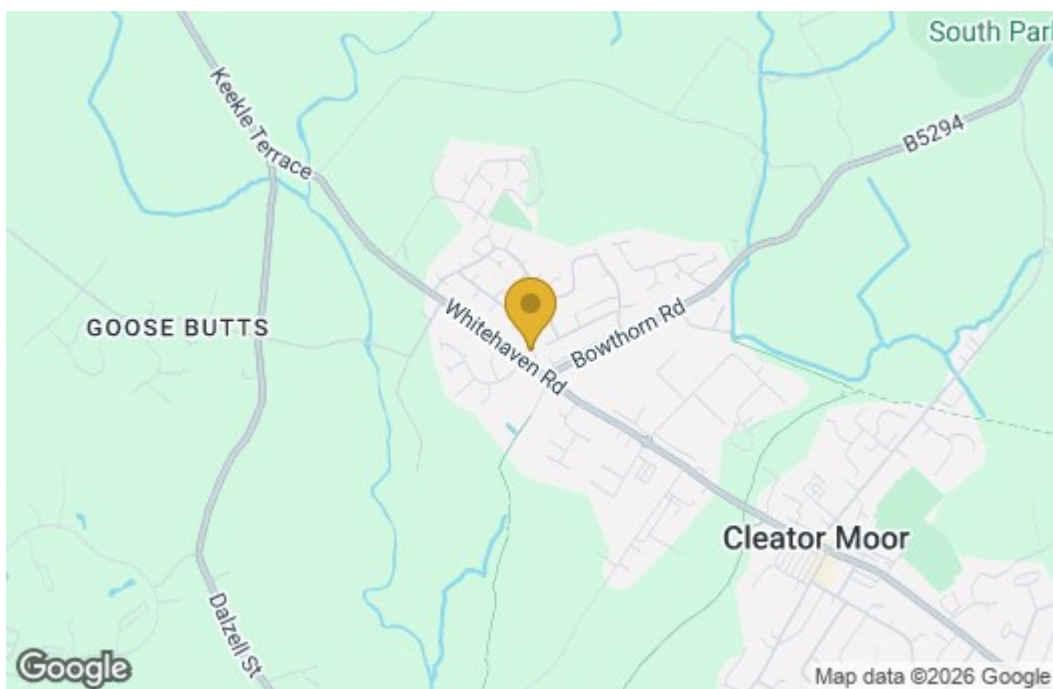 South Par
Keekle Terrace
B5294
GOOSE BUTTS
Whitehaven Rd
Bowthorn Rd
Cleator Moor
Dalzell St
Google
Map data ©2026 Google